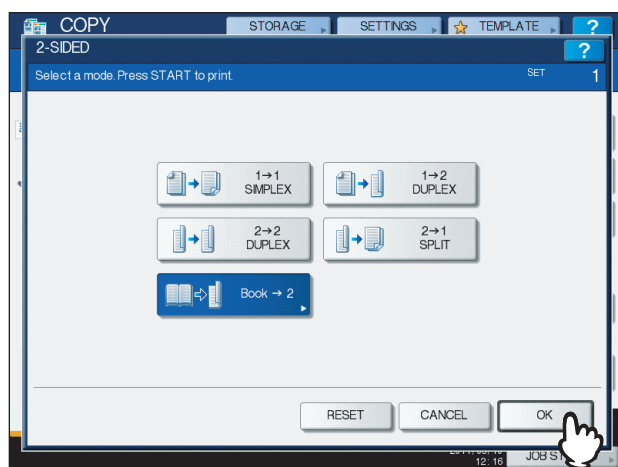 COPY
STORAGE
SETTINGS
TEMPLATE
?
2-SIDED
?
Select a mode. Press START to print.
SET
1
1→1
SIMPLEX
1→2
DUPLEX
2→2
DUPLEX
2→1
SPLIT
Book → 2
RESET
CANCEL
OK
12:16
JOB S